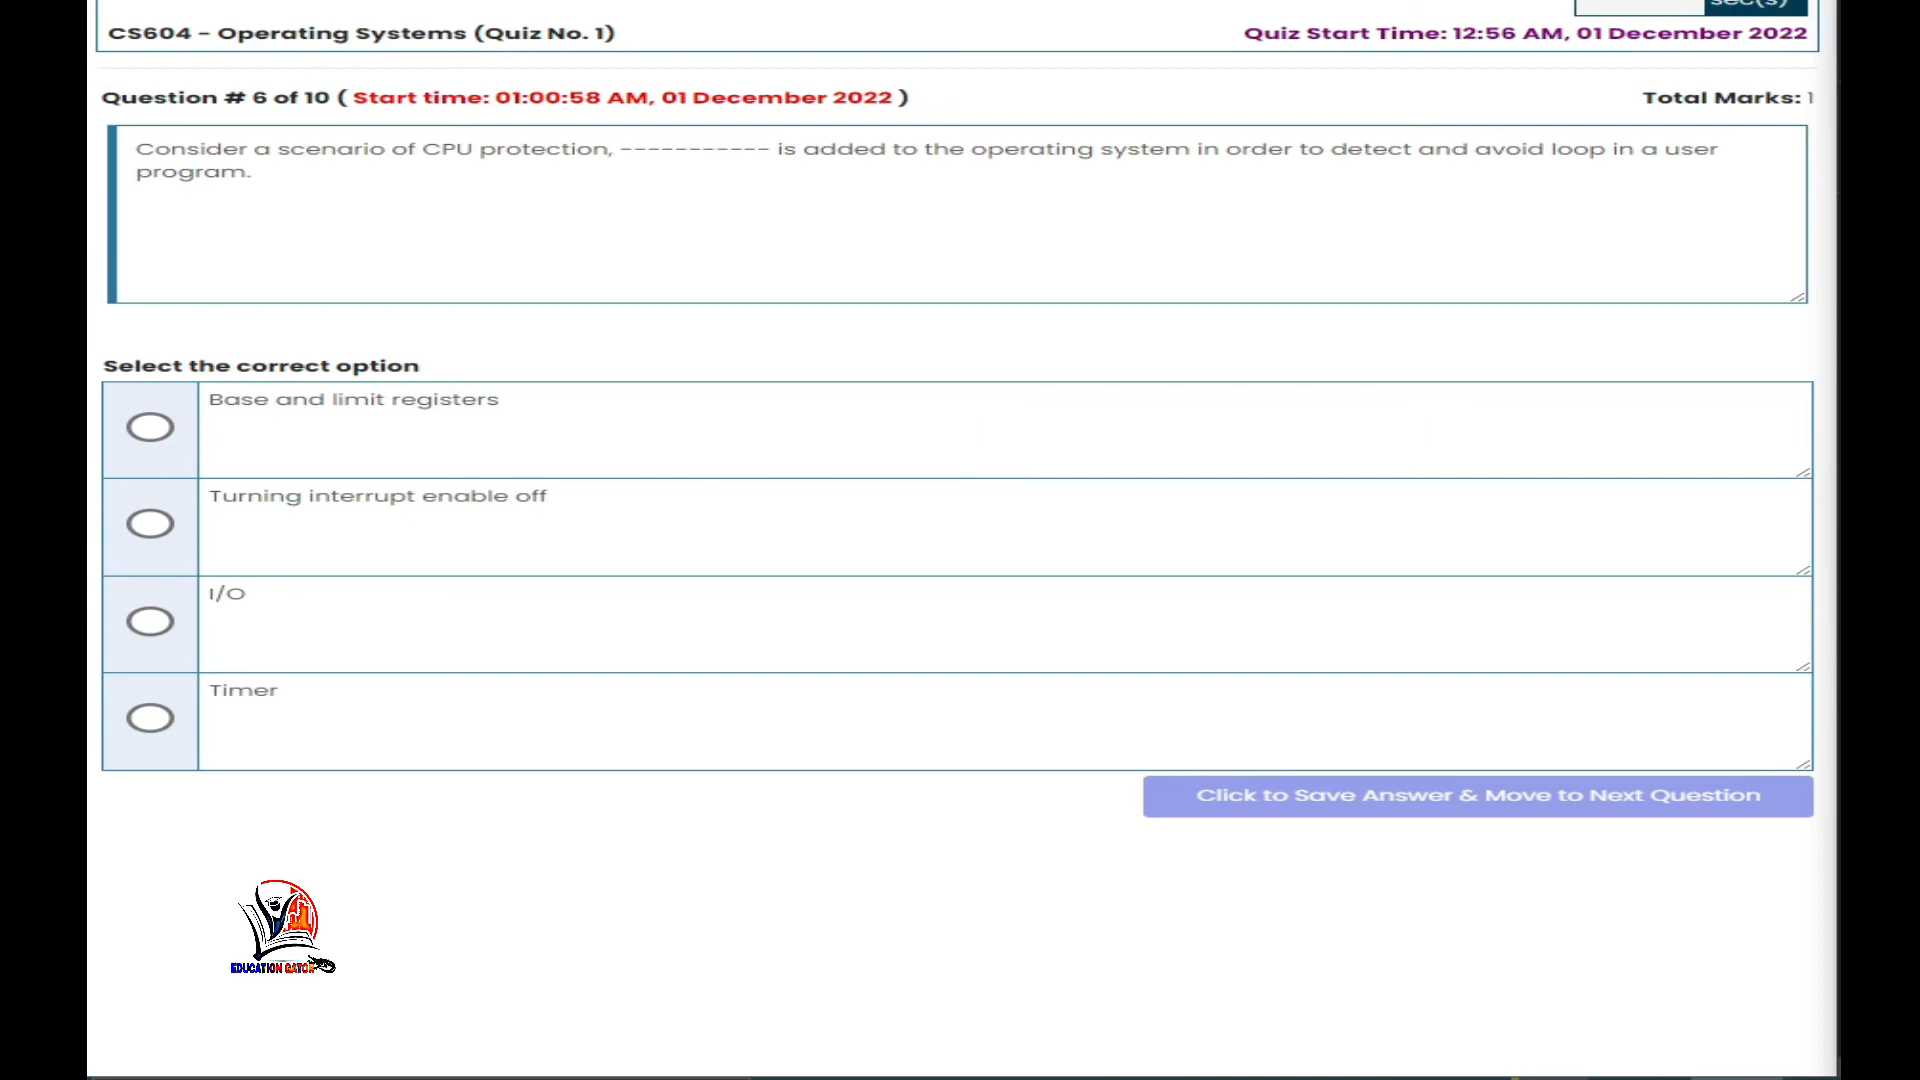 sec(s)
CS604 - Operating Systems (Quiz No. 1)
Quiz Start Time: 12:56 AM, 01 December 2022
Question # 6 of 10 ( Start time: 01:00:58 AM, 01 December 2022 )
Total Marks: 1
Consider a scenario of CPU protection, ----------- is added to the operating system in order to detect and avoid loop in a user
program.
Select the correct option
Base and limit registers
Turning interrupt enable off
I/O
Timer
Click to Save Answer & Move to Next Question
EDUCATION GATOR